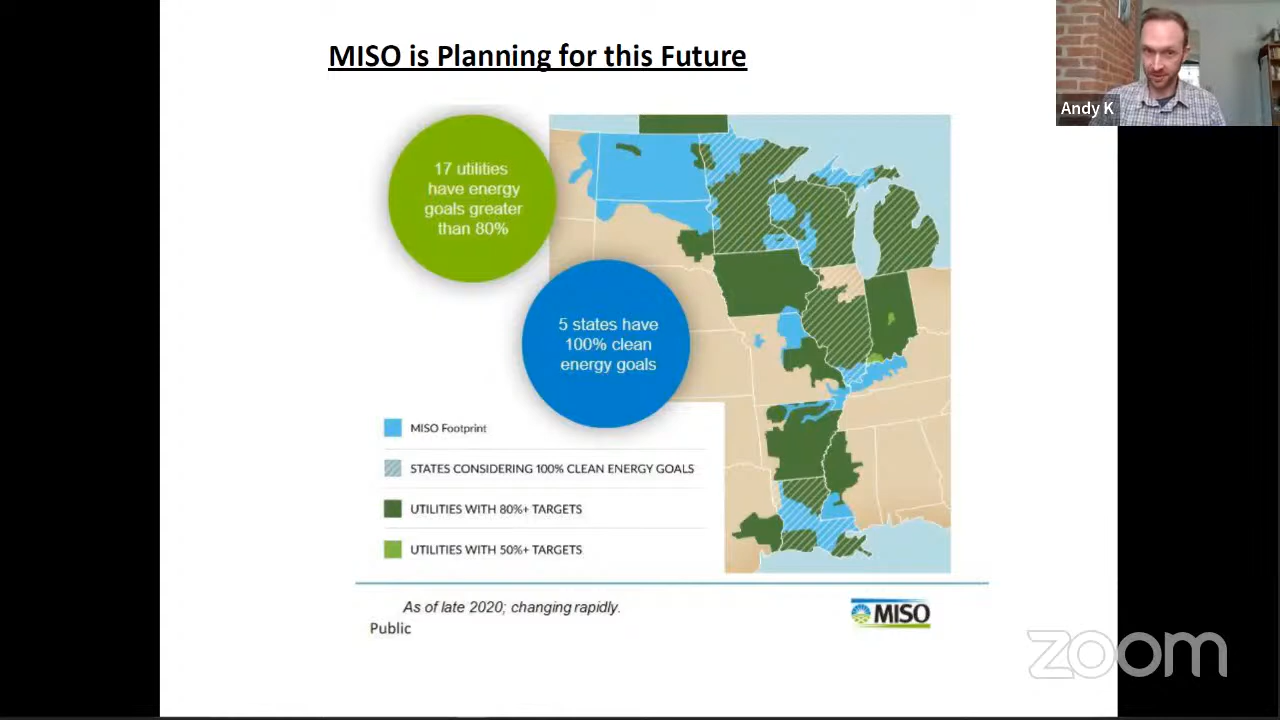 MISO is Planning for this Future
Andy K
17 utilities
have energy
goals greater
than 80%
5 states have
100% clean
energy goals
MISO Footprint
STATES CONSIDERING 100% CLEAN ENERGY GOALS
UTILITIES WITH 80%+ TARGETS
UTILITIES WITH 50%+ TARGETS
As of late 2020; changing rapidly.
Public
MISO
zoom